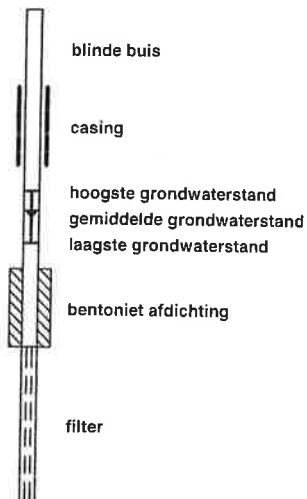 blinde buis
casing
hoogste grondwaterstand
gemiddelde grondwaterstand
laagste grondwaterstand
bentoniet afdichting
filter